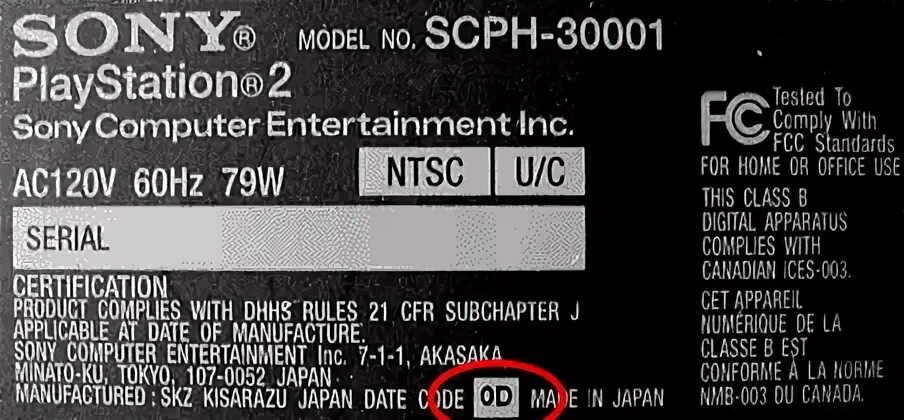 SONY® MODEL NO. SCPH-30001
PlayStation®2
Sony Computer Entertainment Inc.
AC120V 60Hz 79W NTSC U/C
SERIAL
CERTIFICATION
PRODUCT COMPLIES WITH DHHS RULES 21 CFR SUBCHAPTER J
APPLICABLE AT DATE OF MANUFACTURE.
SONY COMPUTER ENTERTAINMENT Inc. 7-1-1, AKASAKA
MINATO-KU, TOKYO, 107-0052 JAPAN
MANUFACTURED : SKZ KISARAZU JAPAN DATE CODE 0D MADE IN JAPAN
FC Tested To
Comply With
FCC Standards
FOR HOME OR OFFICE USE
THIS CLASS B
DIGITAL APPARATUS
COMPLIES WITH
CANADIAN ICES-003.
CET APPAREIL
NUMÉRIQUE DE LA
CLASSE B EST
CONFORME À LA NORME
NMB-003 DU CANADA.